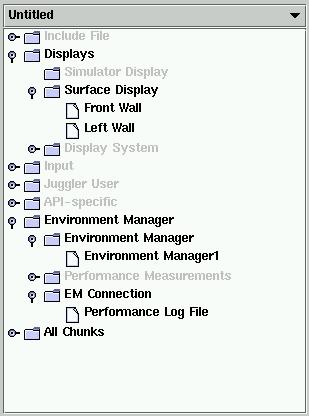 Untitled
Include File
Displays
Simulator Display
Surface Display
Front Wall
Left Wall
Display System
Input
Juggler User
API-specific
Environment Manager
Environment Manager
Environment Manager1
Performance Measurements
EM Connection
Performance Log File
All Chunks